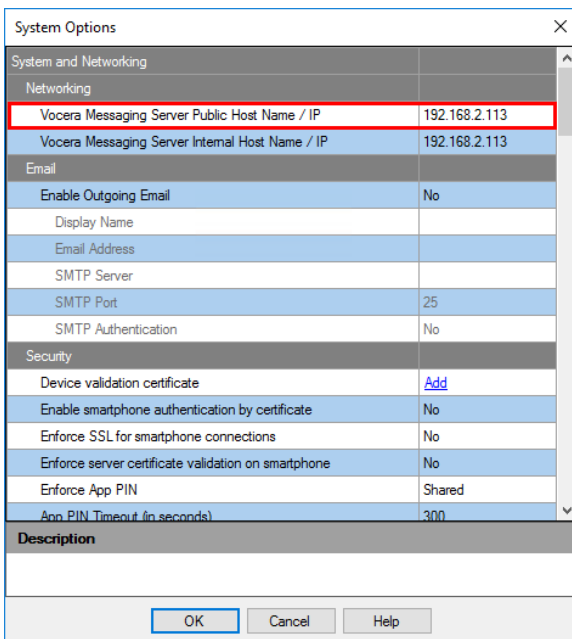 System Options
System and Networking
Networking
Vocera Messaging Server Public Host Name / IP 192.168.2.113
Vocera Messaging Server Internal Host Name / IP 192.168.2.113
Email
Enable Outgoing Email No
Display Name
Email Address
SMTP Server
SMTP Port 25
SMTP Authentication No
Security
Device validation certificate Add
Enable smartphone authentication by certificate No
Enforce SSL for smartphone connections No
Enforce server certificate validation on smartphone No
Enforce App PIN Shared
App PIN Timeout (in seconds) 300
Description
OK Cancel Help